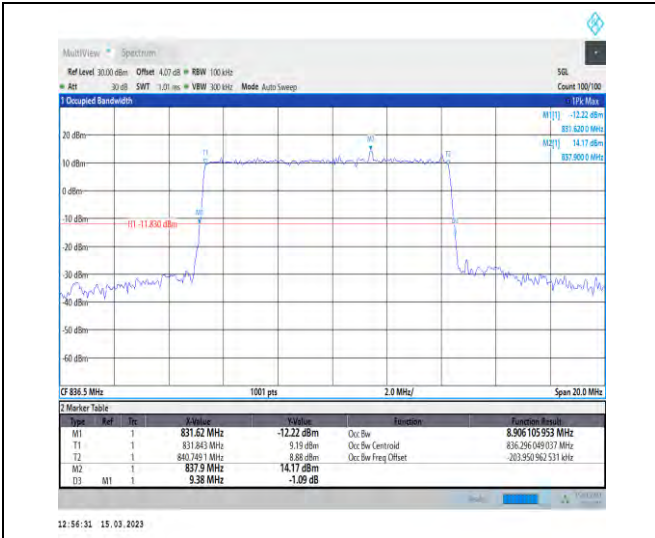 MultiView Spectrum
Ref Level 30.00 dBm Offset 4.07 dB RBW 100 kHz SGL
Att 30 dB SWT 1.01 ms VBW 300 kHz Mode Auto Sweep Count 100/100
1 Occupied Bandwidth 1Pk Max
M1[1] -12.22 dBm
831.620 0 MHz
M2[1] 14.17 dBm
837.900 0 MHz
20 dBm
M2
T1 T2
10 dBm
0 dBm
-10 dBm
H1 -11.830 dBm
-20 dBm
-30 dBm
-40 dBm
-50 dBm
-60 dBm
CF 836.5 MHz 1001 pts 2.0 MHz/ Span 20.0 MHz
2 Marker Table
Type Ref Trc X-Value Y-Value Function Function Result
M1 1 831.62 MHz -12.22 dBm Occ Bw 8.906 105 953 MHz
T1 1 831.843 MHz 9.19 dBm Occ Bw Centroid 836.296 049 037 MHz
T2 1 840.749 1 MHz 8.88 dBm Occ Bw Freq Offset -203.950 962 531 kHz
M2 1 837.9 MHz 14.17 dBm
D3 M1 1 9.38 MHz -1.09 dB
12:56:31 15.03.2023